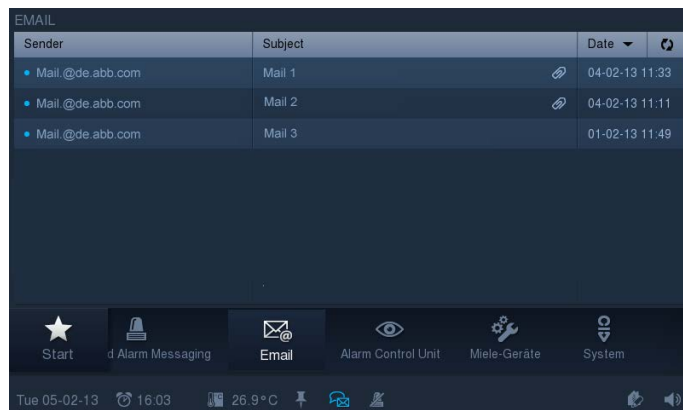 EMAIL
Sender Subject Date
Mail.@de.abb.com Mail 1 04-02-13 11:33
Mail.@de.abb.com Mail 2 04-02-13 11:11
Mail.@de.abb.com Mail 3 01-02-13 11:49
Start d Alarm Messaging Email Alarm Control Unit Miele-Geräte System
Tue 05-02-13 16:03 26.9°C